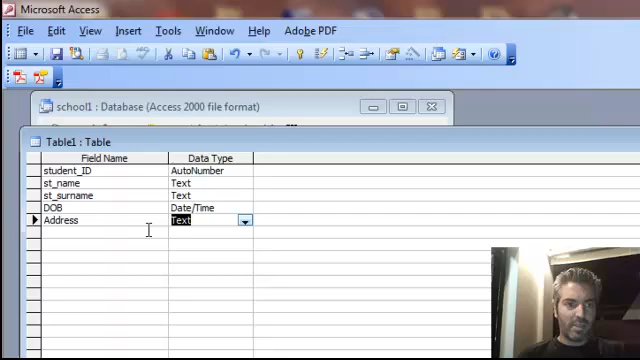 Microsoft Access
File Edit View Insert Tools Window Help Adobe PDF
school1 : Database (Access 2000 file format)
Table1 : Table
Field Name Data Type
student_ID AutoNumber
st_name Text
st_surname Text
DOB Date/Time
Address Text